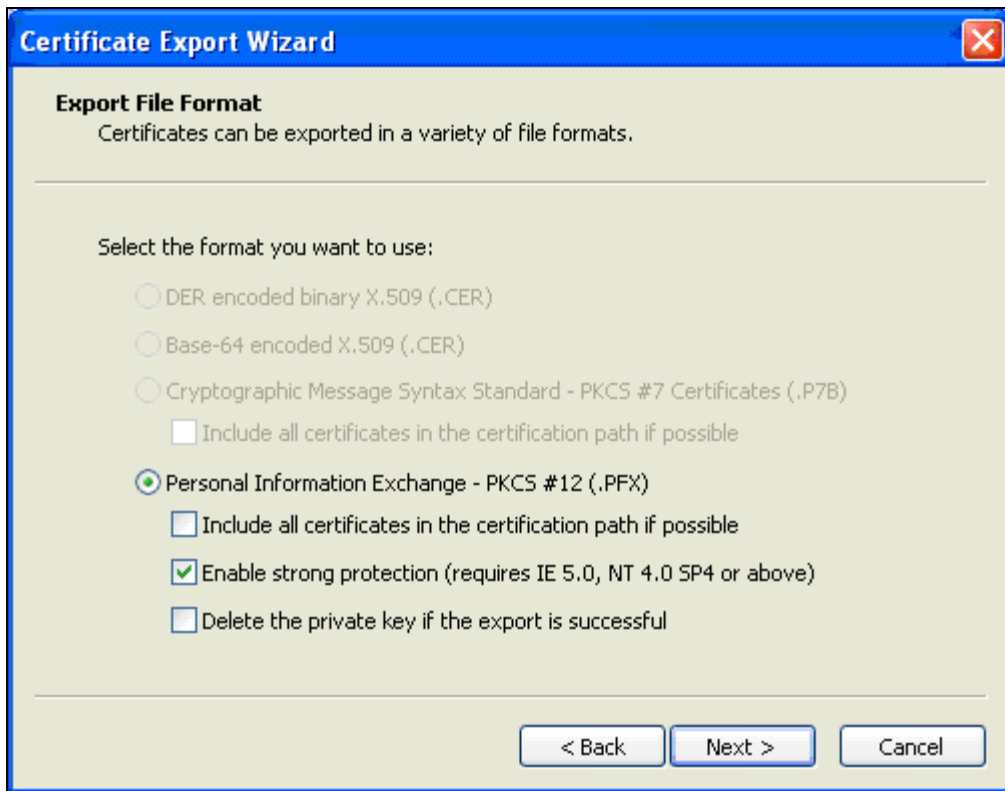 Certificate Export Wizard
Export File Format
Certificates can be exported in a variety of file formats.
Select the format you want to use:
DER encoded binary X.509 (.CER)
Base-64 encoded X.509 (.CER)
Cryptographic Message Syntax Standard - PKCS #7 Certificates (.P7B)
Include all certificates in the certification path if possible
Personal Information Exchange - PKCS #12 (.PFX)
Include all certificates in the certification path if possible
Enable strong protection (requires IE 5.0, NT 4.0 SP4 or above)
Delete the private key if the export is successful
< Back Next > Cancel